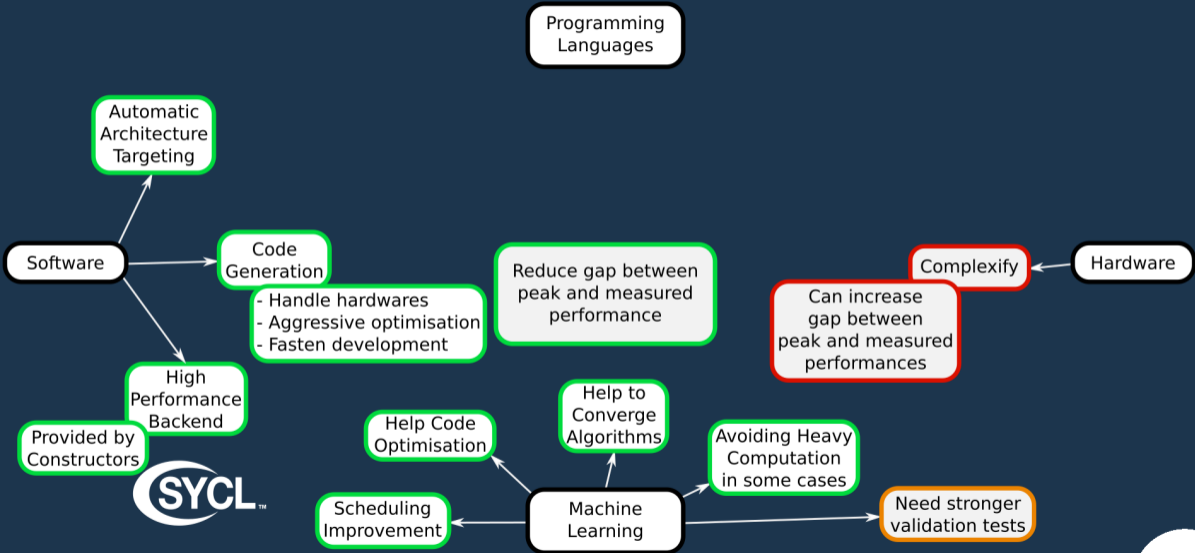 Programming
Languages
Automatic
Architecture
Targeting
Software
Code
Generation
- Handle hardwares
- Aggressive optimisation
- Fasten development
High
Performance
Backend
Provided by
Constructors
SYCL™
Reduce gap between
peak and measured
performance
Complexify
Hardware
Can increase
gap between
peak and measured
performances
Help Code
Optimisation
Help to
Converge
Algorithms
Avoiding Heavy
Computation
in some cases
Scheduling
Improvement
Machine
Learning
Need stronger
validation tests